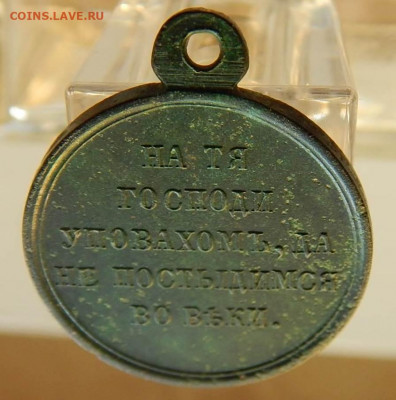 COINS.LAVE.RU
НА ТЯ
ГОСПОДИ
УПОВАХОМЪ, ДА
НЕ ПОСТЫДИМСЯ
ВО ВѢКИ.